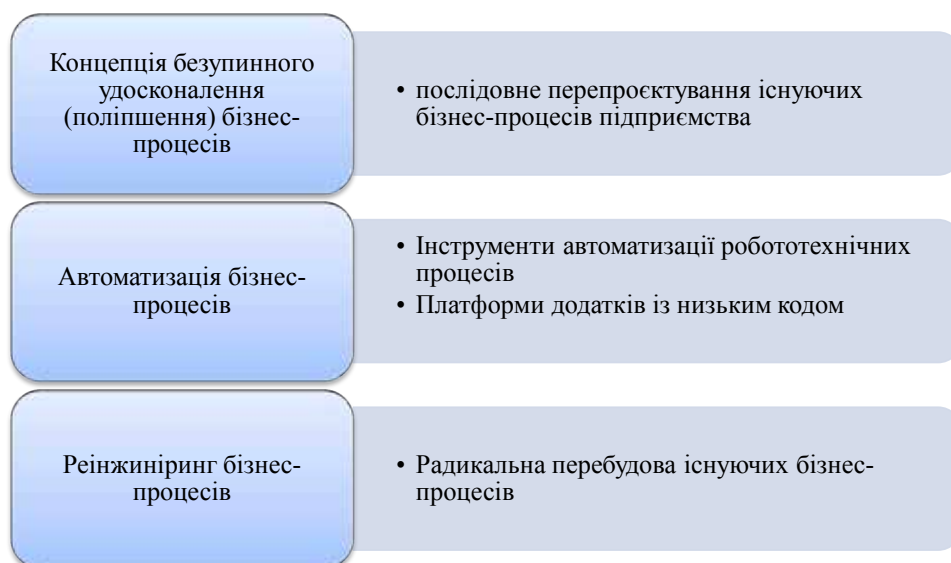 Концепція безупинного
удосконалення
(поліпшення) бізнес-
процесів
• послідовне перепроєктування існуючих
бізнес-процесів підприємства
Автоматизація бізнес-
процесів
• Інструменти автоматизації робототехнічних
процесів
• Платформи додатків із низьким кодом
Реінжиніринг бізнес-
процесів
• Радикальна перебудова існуючих бізнес-
процесів